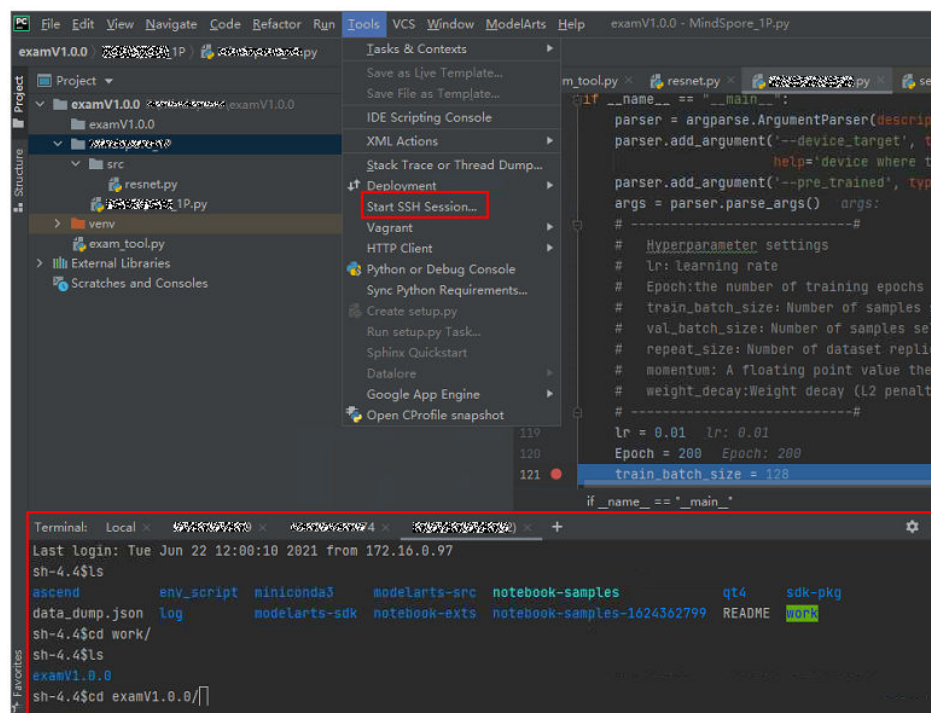 PC File Edit View Navigate Code Refactor Run Tools VCS Window ModelArts Help examV1.0.0 - MindSpore_1P.py
examV1.0.0 1P .py
Project
Project
Structure
Favorites
examV1.0.0 examV1.0.0
examV1.0.0
src
resnet.py
_1P.py
venv
exam_tool.py
External Libraries
Scratches and Consoles
Tasks & Contexts
Save as Live Template...
Save File as Template...
IDE Scripting Console
XML Actions
Stack Trace or Thread Dump...
Deployment
Start SSH Session...
Vagrant
HTTP Client
Python or Debug Console
Sync Python Requirements...
Create setup.py
Run setup.py Task...
Sphinx Quickstart
Datalore
Google App Engine
Open CProfile snapshot
m_tool.py resnet.py .py se
if __name__ == "__main__":
parser = argparse.ArgumentParser(descrip
parser.add_argument('--device_target', t
help='device where t
parser.add_argument('--pre_trained', typ
args = parser.parse_args() args:
# --------------------------#
# Hyperparameter settings
# lr: learning rate
# Epoch:the number of training epochs
# train_batch_size: Number of samples s
# val_batch_size: Number of samples se
# repeat_size: Number of dataset repli
# momentum: A floating point value the
# weight_decay:Weight decay (L2 penalt
# --------------------------#
119 lr = 0.01 lr: 0.01
120 Epoch = 200 Epoch: 200
121 train_batch_size = 128
if __name__ == "__main__"
Terminal: Local 9 74 ) +
Last login: Tue Jun 22 12:00:10 2021 from 172.16.0.97
sh-4.4$ls
ascend env_script miniconda3 modelarts-src notebook-samples qt4 sdk-pkg
data_dump.json log modelarts-sdk notebook-exts notebook-samples-1624362799 README work
sh-4.4$cd work/
sh-4.4$ls
examV1.0.0
sh-4.4$cd examV1.0.0/